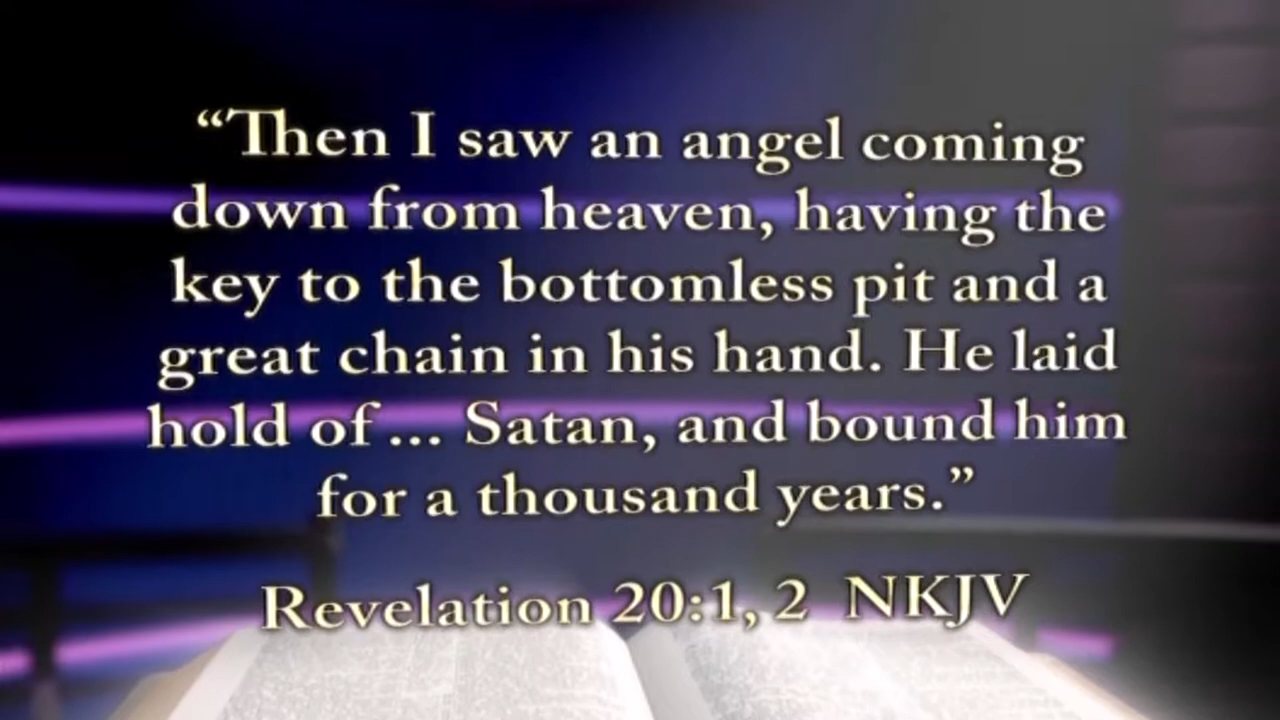 “Then I saw an angel coming
down from heaven, having the
key to the bottomless pit and a
great chain in his hand. He laid
hold of ... Satan, and bound him
for a thousand years.”
Revelation 20:1, 2 NKJV